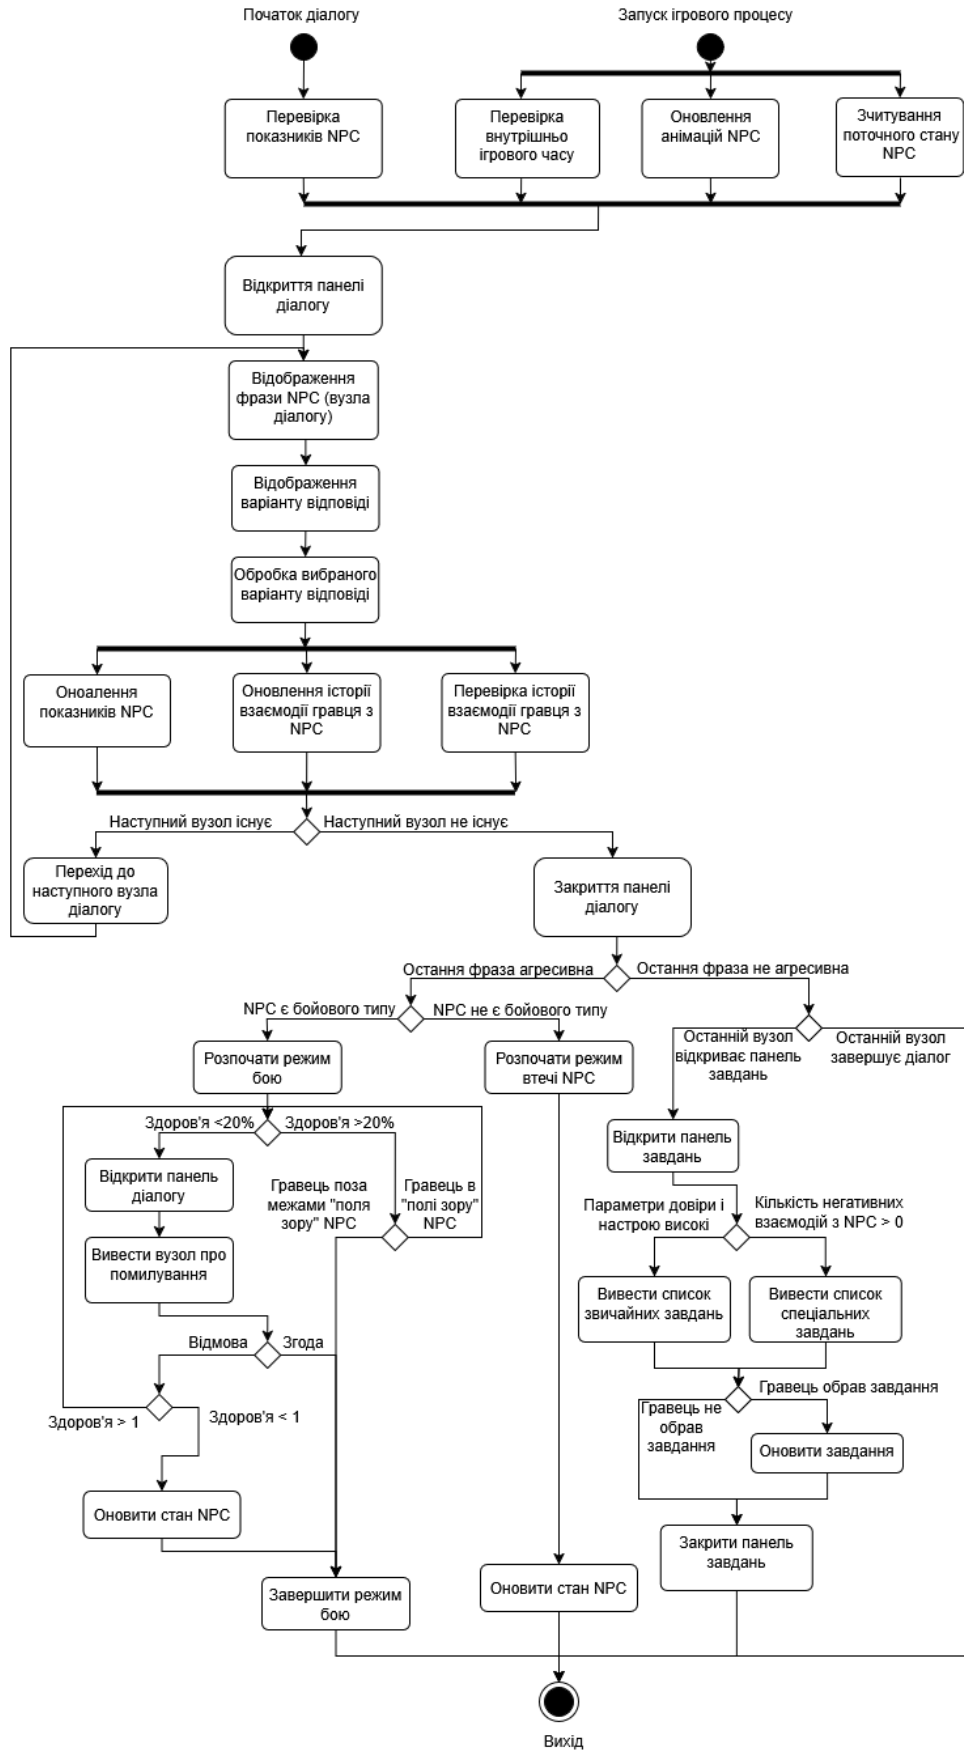 Початок діалогу
Запуск ігрового процесу
Перевірка
показників NPC
Перевірка
внутрішньо
ігрового часу
Оновлення
анімацій NPC
Зчитування
поточного стану
NPC
Відкриття панелі
діалогу
Відображення
фрази NPC (вузла
діалогу)
Відображення
варіанту відповіді
Обробка вибраного
варіанту відповіді
Оноалення
показників NPC
Оновлення історії
взаємодії гравця з
NPC
Перевірка історії
взаємодії гравця з
NPC
Наступний вузол існує
Наступний вузол не існує
Перехід до
наступного вузла
діалогу
Закриття панелі
діалогу
Остання фраза агресивна
Остання фраза не агресивна
NPC є бойового типу
NPC не є бойового типу
Останній вузол
відкриває панель
завдань
Останній вузол
завершує діалог
Розпочати режим
бою
Розпочати режим
втечі NPC
Здоров'я <20%
Здоров'я >20%
Відкрити панель
завдань
Відкрити панель
діалогу
Гравець поза
межами "поля
зору" NPC
Гравець в
"полі зору"
NPC
Параметри довіри і
настрою високі
Кількість негативних
взаємодій з NPC > 0
Вивести вузол про
помилування
Вивести список
звичайних завдань
Вивести список
спеціальних
завдань
Відмова
Згода
Здоров'я > 1
Здоров'я < 1
Гравець обрав завдання
Гравець не
обрав
завдання
Оновити завдання
Оновити стан NPC
Закрити панель
завдань
Завершити режим
бою
Оновити стан NPC
Вихід